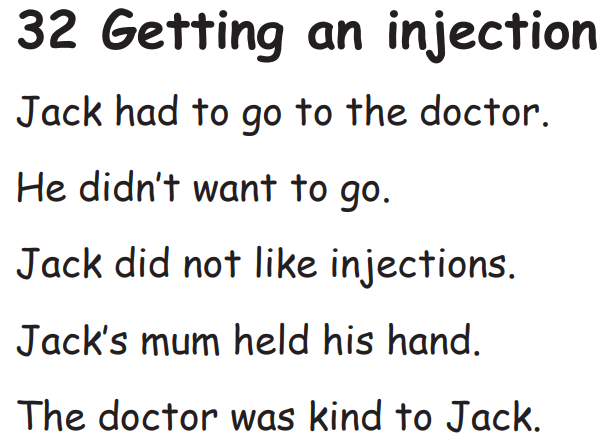 32 Getting an injection
Jack had to go to the doctor.
He didn't want to go.
Jack did not like injections.
Jack's mum held his hand.
The doctor was kind to Jack.